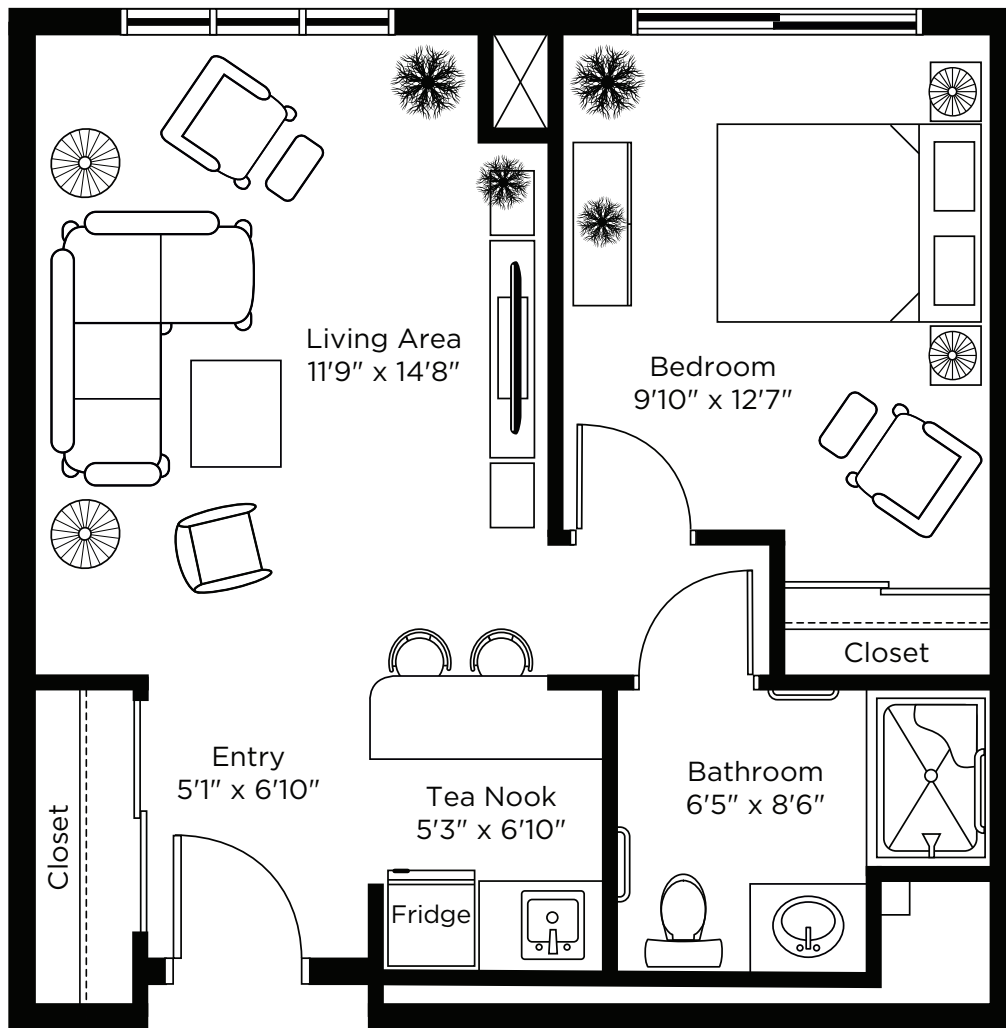 Living Area
11'9" x 14'8"
Bedroom
9'10" x 12'7"
Closet
Entry
5'1" x 6'10"
Tea Nook
5'3" x 6'10"
Bathroom
6'5" x 8'6"
Closet
Fridge